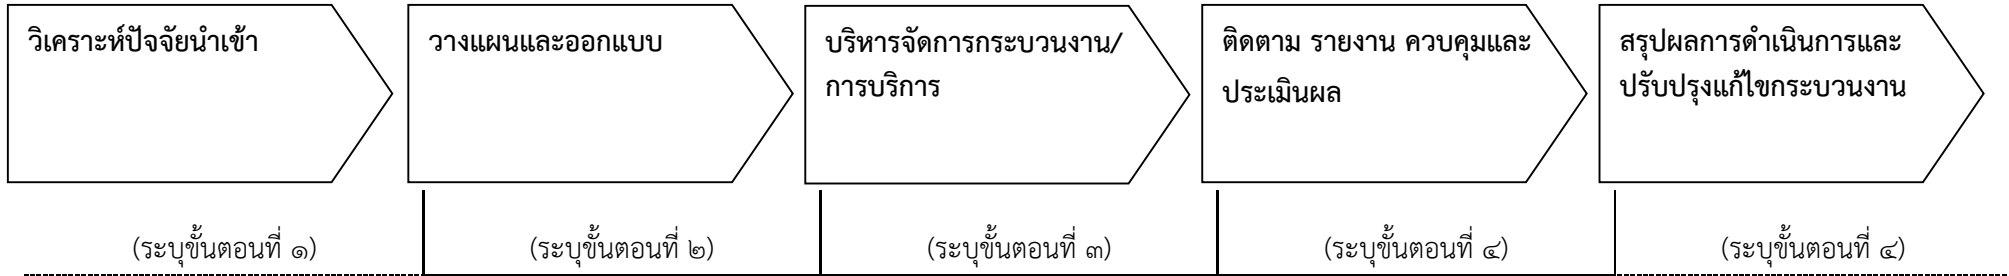 วิเคราะห์ปัจจัยนำเข้า
วางแผนและออกแบบ
บริหารจัดการกระบวนงาน/
การบริการ
ติดตาม รายงาน ควบคุมและ
ประเมินผล
สรุปผลการดำเนินการและ
ปรับปรุงแก้ไขกระบวนงาน
(ระบุขั้นตอนที่ ๑)
(ระบุขั้นตอนที่ ๒)
(ระบุขั้นตอนที่ ๓)
(ระบุขั้นตอนที่ ๔)
(ระบุขั้นตอนที่ ๔)